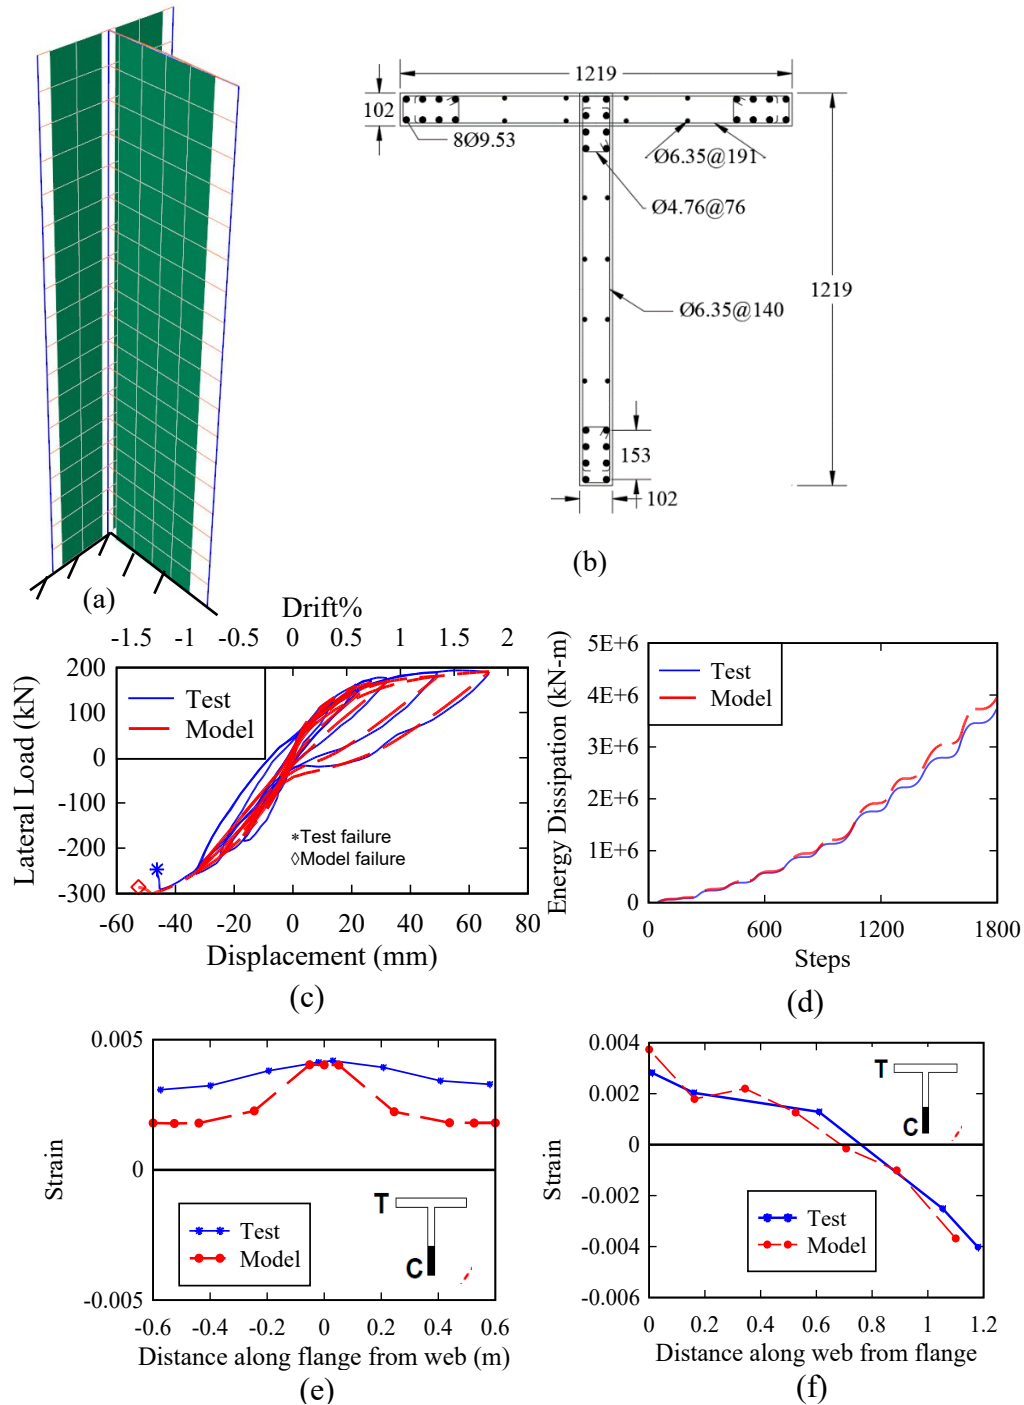 1219
102
8Ø9.53
Ø6.35@191
Ø4.76@76
1219
Ø6.35@140
153
102
(b)
(a)
Drift%
-1.5 -1 -0.5 0 0.5 1 1.5 2
200
100
0
-100
-200
-300
Lateral Load (kN)
Test
Model
*Test failure
◊Model failure
-60 -40 -20 0 20 40 60 80
Displacement (mm)
(c)
5E+6
4E+6
3E+6
2E+6
1E+6
0
Energy Dissipation (kN-m)
Test
Model
0 600 1200 1800
Steps
(d)
0.005
0
-0.005
Strain
T
C
Test
Model
-0.6 -0.4 -0.2 0 0.2 0.4 0.6
Distance along flange from web (m)
(e)
0.004
0.002
0
-0.002
-0.004
-0.006
Strain
T
C
Test
Model
0 0.2 0.4 0.6 0.8 1 1.2
Distance along web from flange
(f)